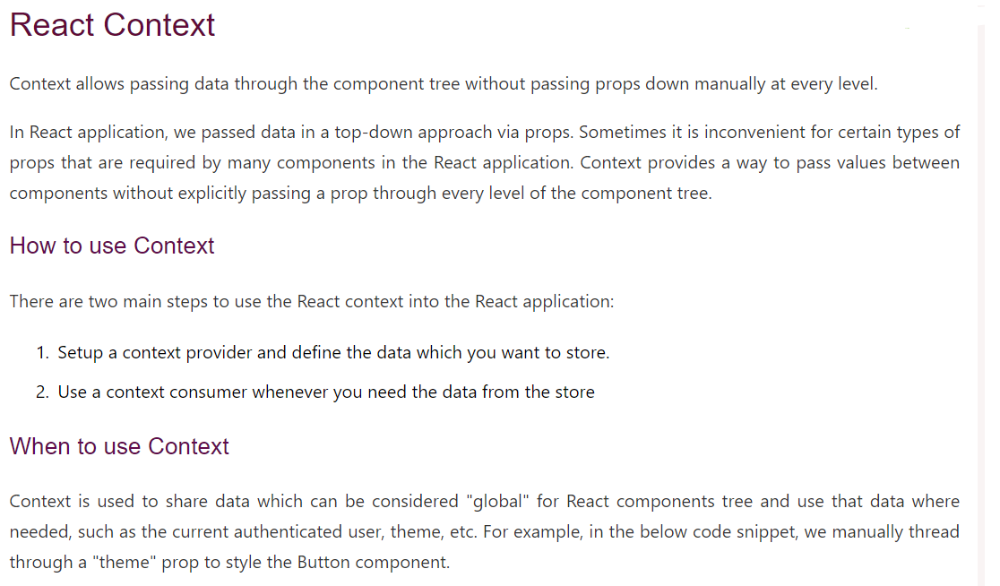 React Context
Context allows passing data through the component tree without passing props down manually at every level.
In React application, we passed data in a top-down approach via props. Sometimes it is inconvenient for certain types of
props that are required by many components in the React application. Context provides a way to pass values between
components without explicitly passing a prop through every level of the component tree.
How to use Context
There are two main steps to use the React context into the React application:
1. Setup a context provider and define the data which you want to store.
2. Use a context consumer whenever you need the data from the store
When to use Context
Context is used to share data which can be considered "global" for React components tree and use that data where
needed, such as the current authenticated user, theme, etc. For example, in the below code snippet, we manually thread
through a "theme" prop to style the Button component.